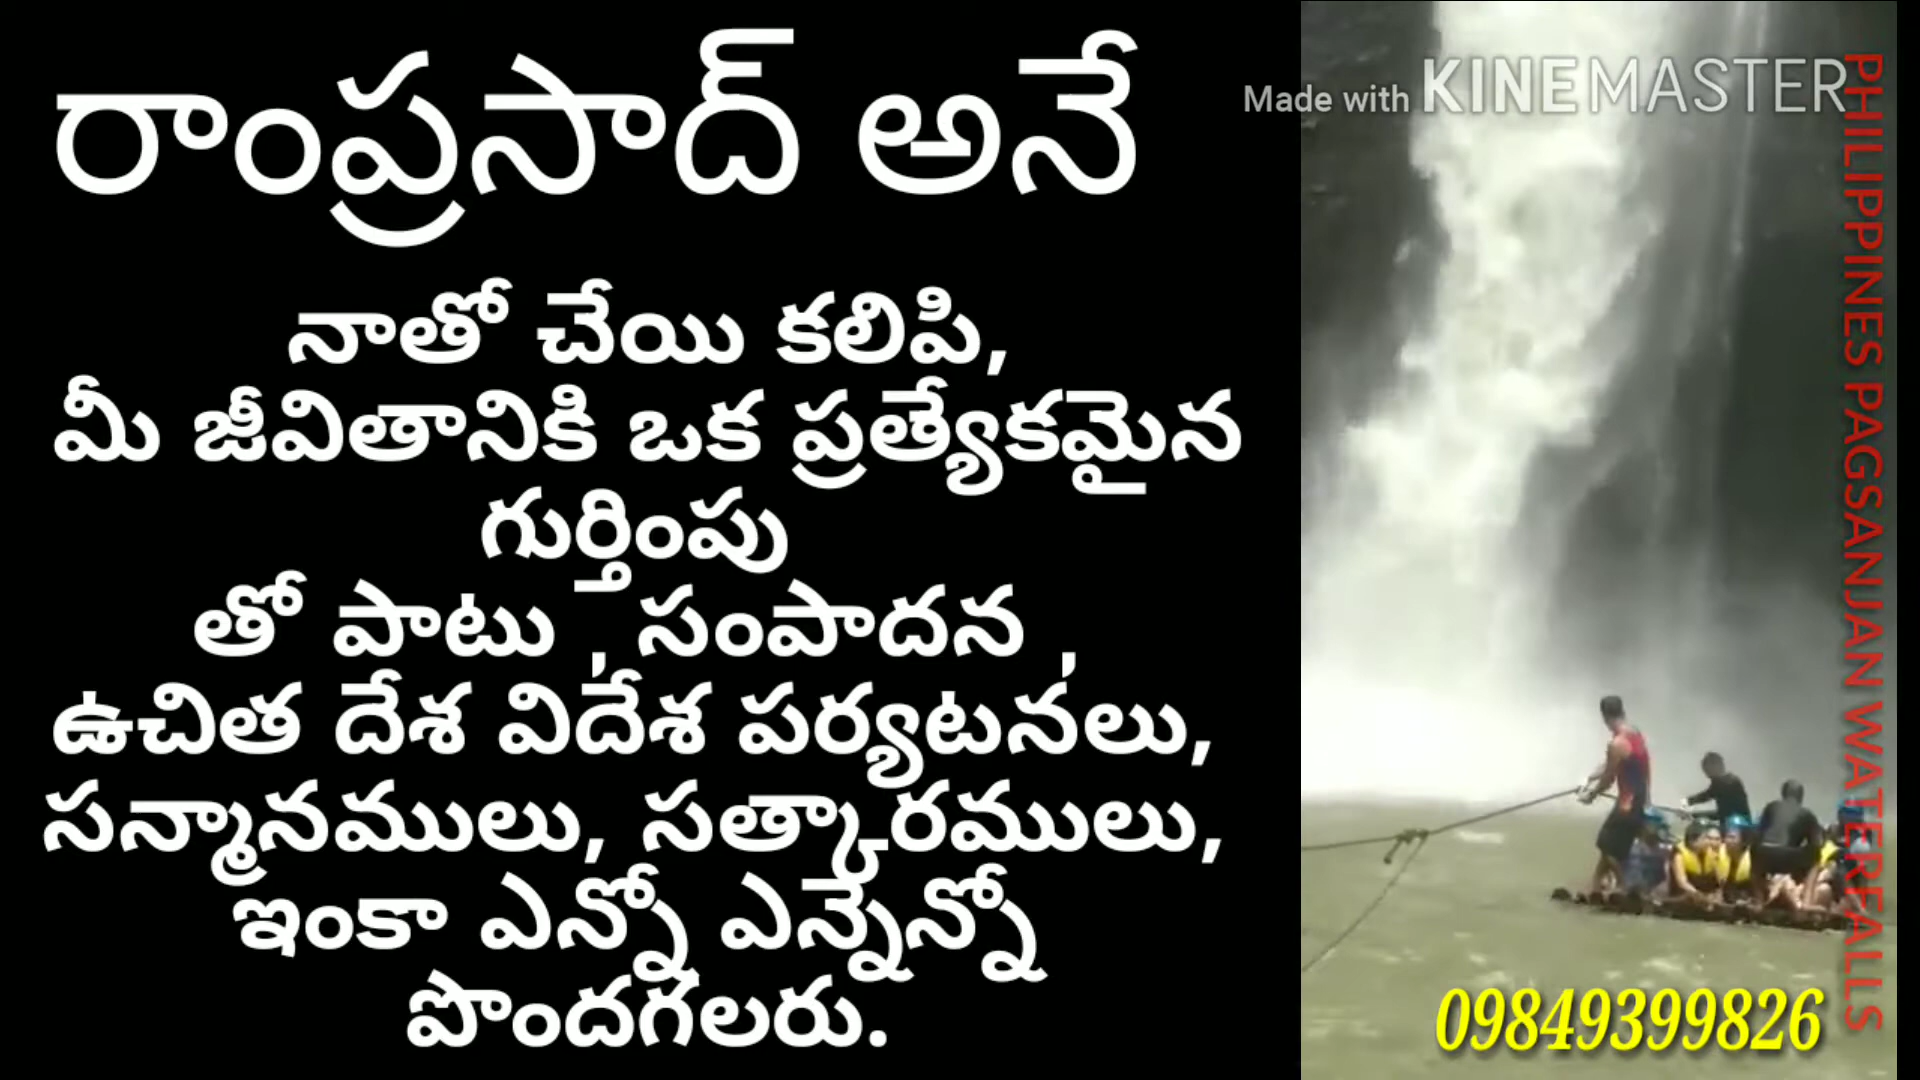 రాంప్రసాద్ అనే
నాతో చేయి కలిపి,
మీ జీవితానికి ఒక ప్రత్యేకమైన
గుర్తింపు
తో పాటు , సంపాదన ,
ఉచిత దేశ విదేశ పర్యటనలు,
సన్మానములు, సత్కారములు,
ఇంకా ఎన్నో ఎన్నెన్నో
పొందగలరు.
Made with KINEMASTER
PHILIPPINES PAGSANJAN WATERFALLS
09849399826